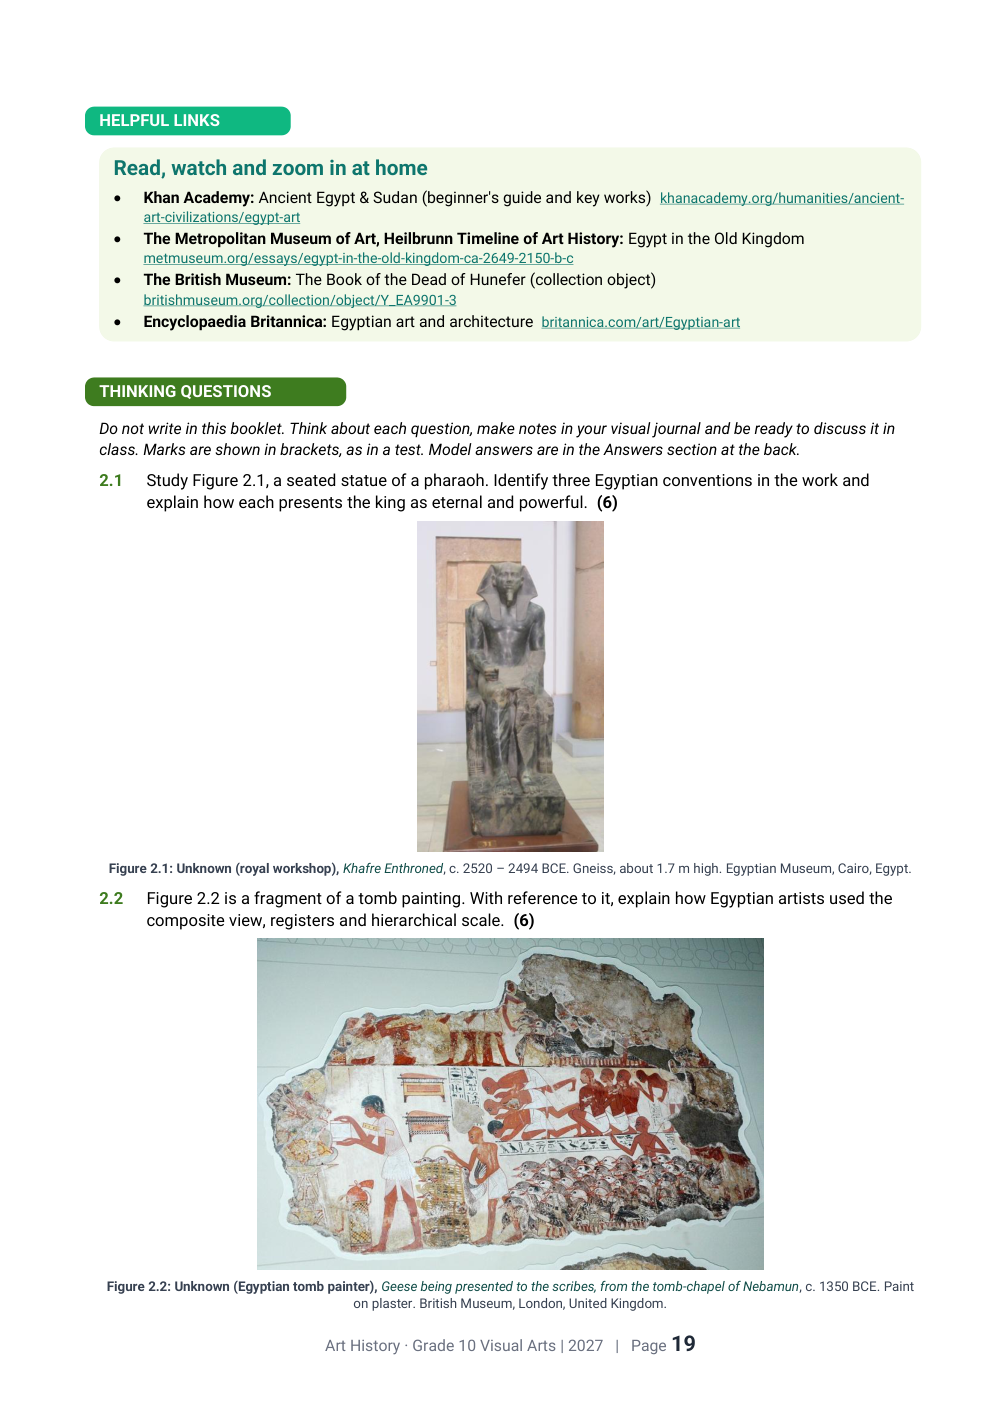 HELPFUL LINKS
Read, watch and zoom in at home
• Khan Academy: Ancient Egypt & Sudan (beginner's guide and key works) khanacademy.org/humanities/ancient-
art-civilizations/egypt-art
• The Metropolitan Museum of Art, Heilbrunn Timeline of Art History: Egypt in the Old Kingdom
metmuseum.org/essays/egypt-in-the-old-kingdom-ca-2649-2150-b-c
• The British Museum: The Book of the Dead of Hunefer (collection object)
britishmuseum.org/collection/object/Y_EA9901-3
• Encyclopaedia Britannica: Egyptian art and architecture britannica.com/art/Egyptian-art
THINKING QUESTIONS
Do not write in this booklet. Think about each question, make notes in your visual journal and be ready to discuss it in
class. Marks are shown in brackets, as in a test. Model answers are in the Answers section at the back.
2.1 Study Figure 2.1, a seated statue of a pharaoh. Identify three Egyptian conventions in the work and
explain how each presents the king as eternal and powerful. (6)
Figure 2.1: Unknown (royal workshop), Khafre Enthroned, c. 2520 – 2494 BCE. Gneiss, about 1.7 m high. Egyptian Museum, Cairo, Egypt.
2.2 Figure 2.2 is a fragment of a tomb painting. With reference to it, explain how Egyptian artists used the
composite view, registers and hierarchical scale. (6)
Figure 2.2: Unknown (Egyptian tomb painter), Geese being presented to the scribes, from the tomb-chapel of Nebamun, c. 1350 BCE. Paint
on plaster. British Museum, London, United Kingdom.
Art History · Grade 10 Visual Arts | 2027 | Page 19